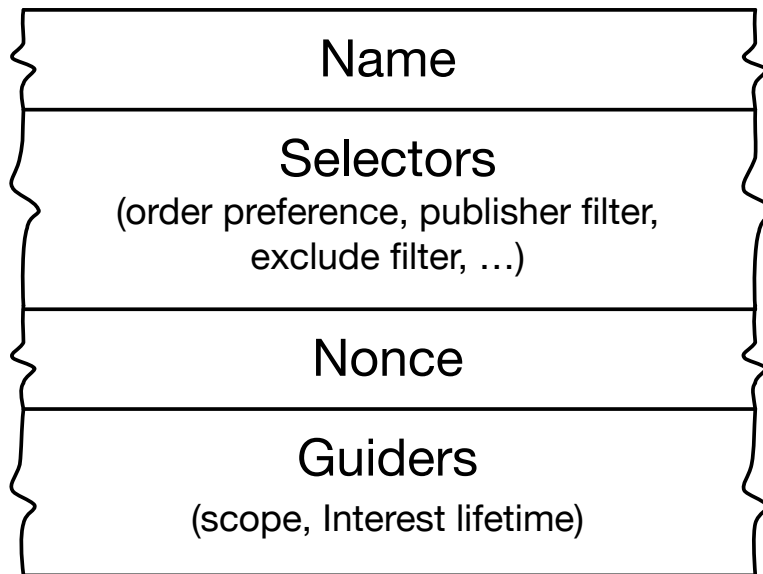 Name
Selectors
(order preference, publisher filter,
exclude filter, …)
Nonce
Guiders
(scope, Interest lifetime)